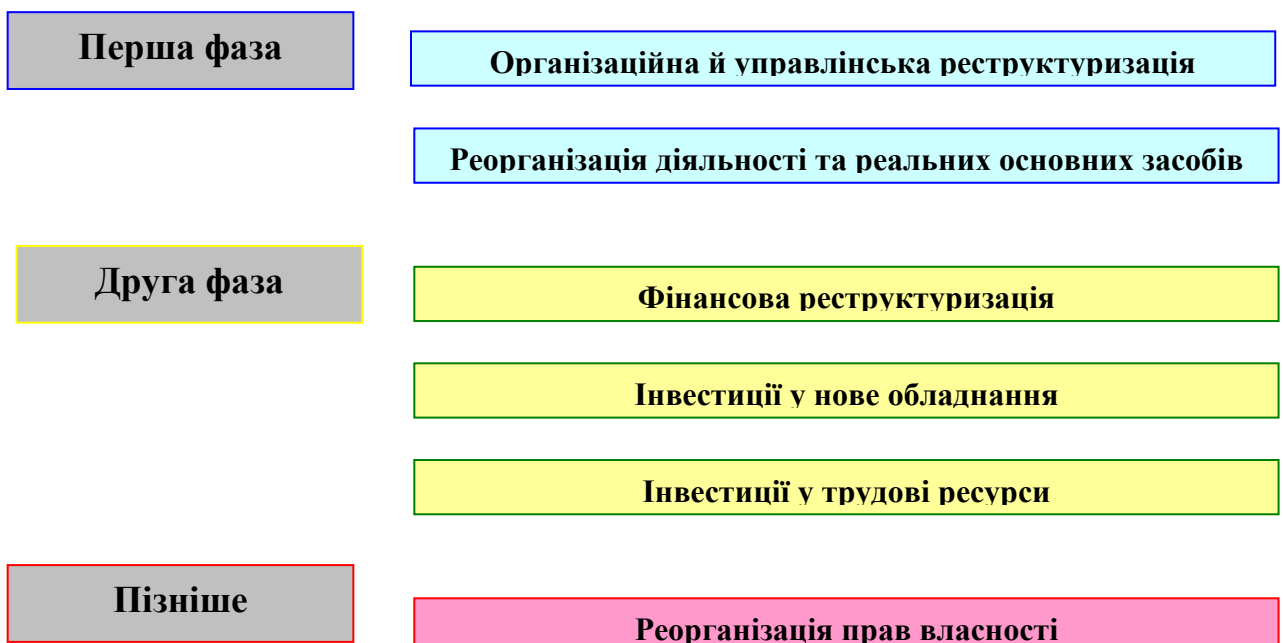 Перша фаза
Організаційна й управлінська реструктуризація
Реорганізація діяльності та реальних основних засобів
Друга фаза
Фінансова реструктуризація
Інвестиції у нове обладнання
Інвестиції у трудові ресурси
Пізніше
Реорганізація прав власності